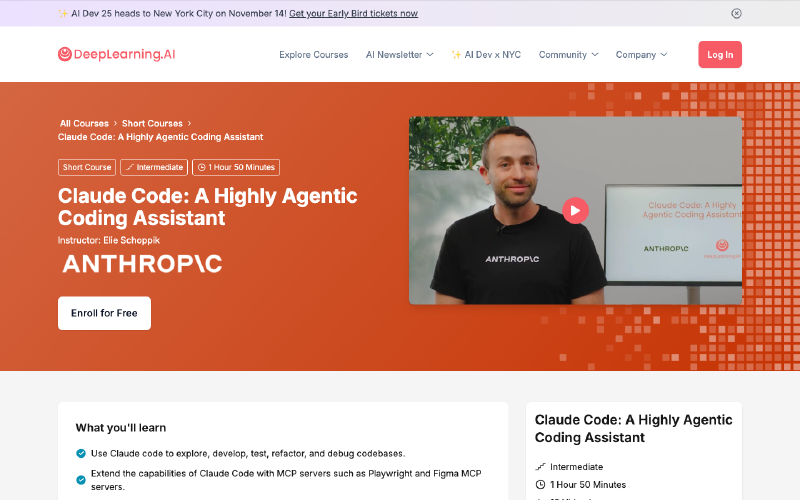 ✨ AI Dev 25 heads to New York City on November 14! Get your Early Bird tickets now
DeepLearning.AI
Explore Courses
AI Newsletter
✨ AI Dev x NYC
Community
Company
Log In
All Courses › Short Courses ›
Claude Code: A Highly Agentic Coding Assistant
Short Course
Intermediate
1 Hour 50 Minutes
Claude Code: A Highly Agentic
Coding Assistant
Instructor: Elie Schoppik
ANTHROP\C
Enroll for Free
ANTHROP\C
Claude Code: A Highly
Agentic Coding Assistant
ANTHROP\C
What you'll learn
Use Claude code to explore, develop, test, refactor, and debug codebases.
Extend the capabilities of Claude Code with MCP servers such as Playwright and Figma MCP
servers.
Claude Code: A Highly Agentic
Coding Assistant
Intermediate
1 Hour 50 Minutes